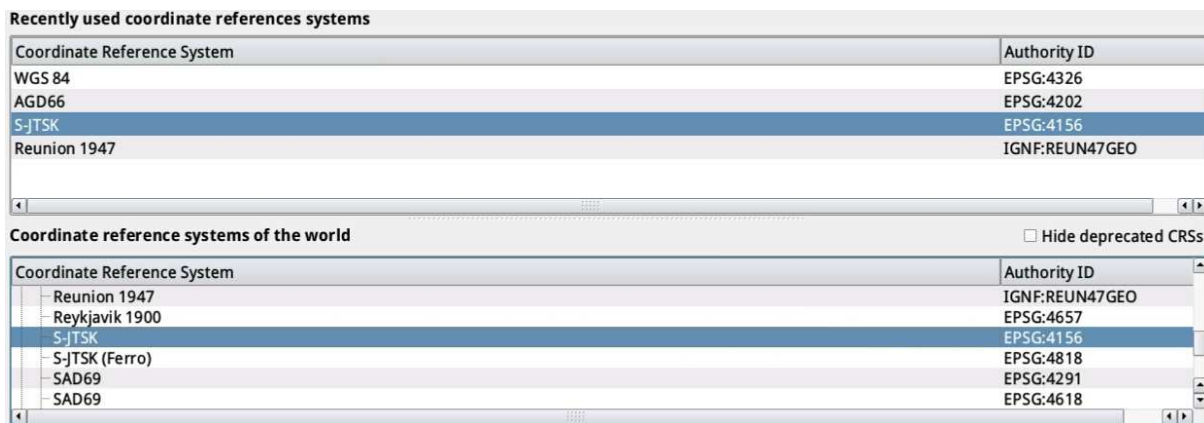 Recently used coordinate references systems
Coordinate Reference System Authority ID
WGS 84 EPSG:4326
AGD66 EPSG:4202
S-JTSK EPSG:4156
Reunion 1947 IGNF:REUN47GEO
Coordinate reference systems of the world Hide deprecated CRSs
Coordinate Reference System Authority ID
Reunion 1947 IGNF:REUN47GEO
Reykjavik 1900 EPSG:4657
S-JTSK EPSG:4156
S-JTSK (Ferro) EPSG:4818
SAD69 EPSG:4291
SAD69 EPSG:4618